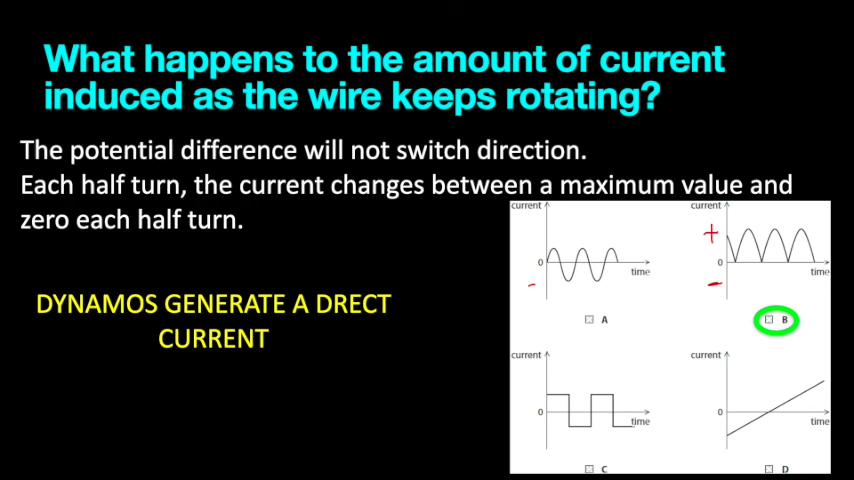 What happens to the amount of current
induced as the wire keeps rotating?
The potential difference will not switch direction.
Each half turn, the current changes between a maximum value and
zero each half turn.
DYNAMOS GENERATE A DRECT
CURRENT
current
0
time
-
A
current
+
0
time
-
B
current
0
time
C
current
0
time
D